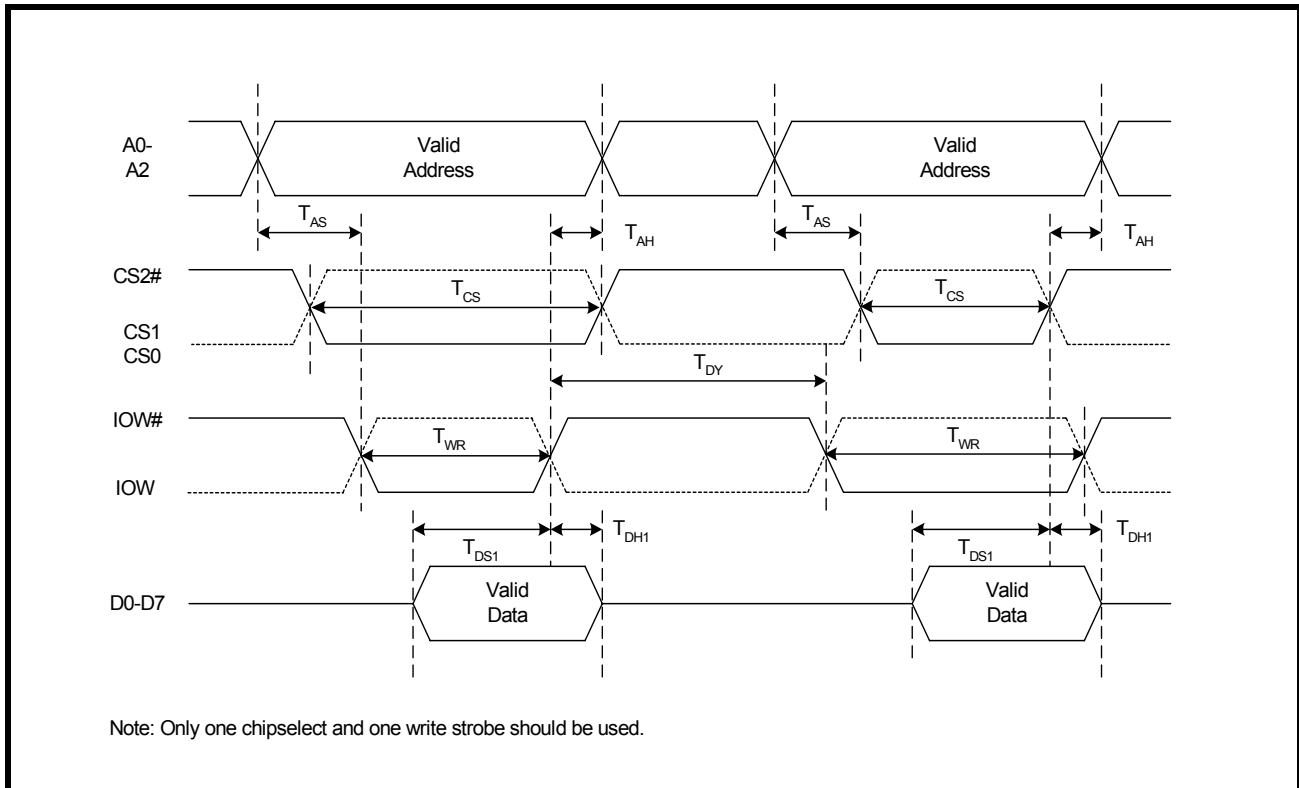 A0-
A2
Valid
Address
Valid
Address
TAS
TAH
TAS
TAH
CS2#
CS1
CS0
TCS
TCS
TDY
IOW#
IOW
TWR
TWR
TDS1
TDH1
TDS1
TDH1
D0-D7
Valid
Data
Valid
Data
Note: Only one chipselect and one write strobe should be used.